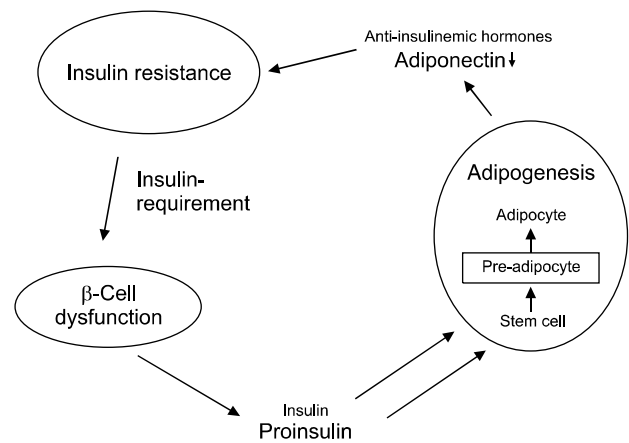 Anti-insulinemic hormones
Adiponectin↓
Insulin resistance
Insulin-
requirement
Adipogenesis
Adipocyte
Pre-adipocyte
Stem cell
β-Cell
dysfunction
Insulin
Proinsulin